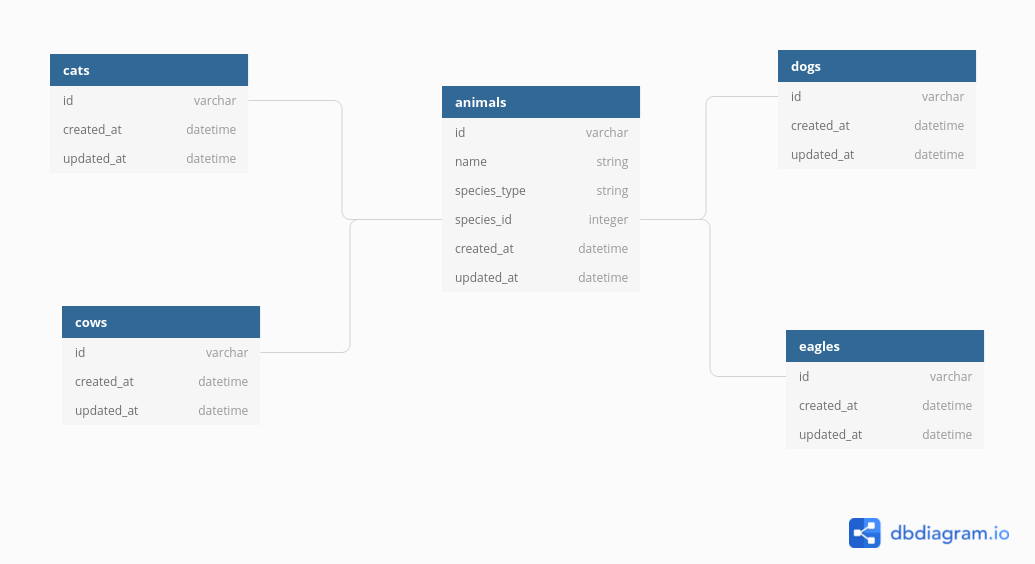 cats
id varchar
created_at datetime
updated_at datetime
animals
id varchar
name string
species_type string
species_id integer
created_at datetime
updated_at datetime
dogs
id varchar
created_at datetime
updated_at datetime
cows
id varchar
created_at datetime
updated_at datetime
eagles
id varchar
created_at datetime
updated_at datetime
dbdiagram.io